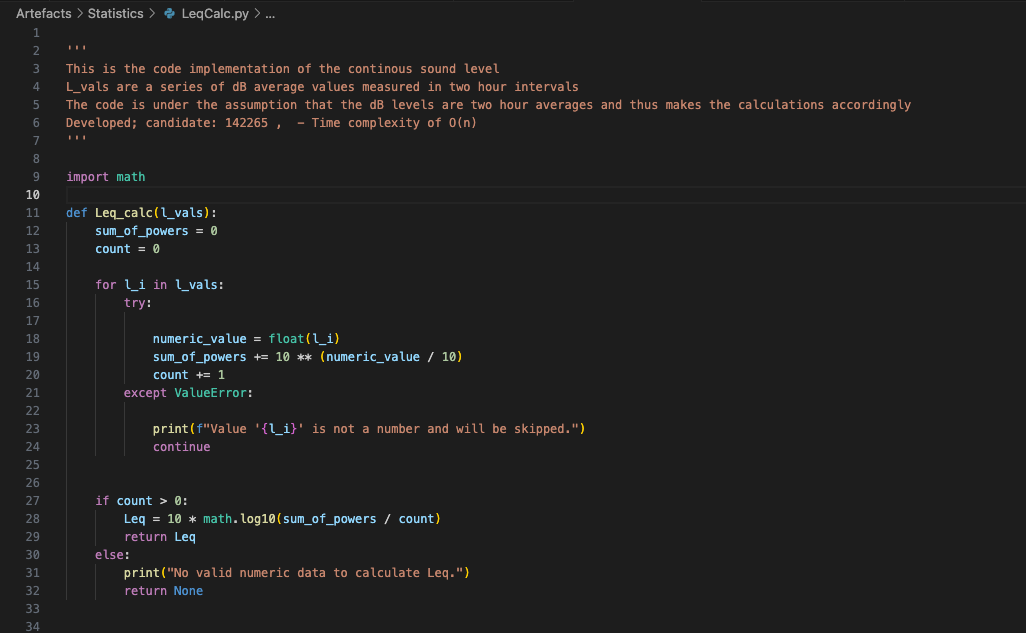 Artefacts > Statistics > LeqCalc.py > ...
1
2 '''
3 This is the code implementation of the continous sound level
4 L_vals are a series of dB average values measured in two hour intervals
5 The code is under the assumption that the dB levels are two hour averages and thus makes the calculations accordingly
6 Developed; candidate: 142265 ,  - Time complexity of O(n)
7 '''
8
9 import math
10
11 def Leq_calc(l_vals):
12     sum_of_powers = 0
13     count = 0
14
15     for l_i in l_vals:
16         try:
17
18             numeric_value = float(l_i)
19             sum_of_powers += 10 ** (numeric_value / 10)
20             count += 1
21         except ValueError:
22
23             print(f"Value '{l_i}' is not a number and will be skipped.")
24             continue
25
26
27     if count > 0:
28         Leq = 10 * math.log10(sum_of_powers / count)
29         return Leq
30     else:
31         print("No valid numeric data to calculate Leq.")
32         return None
33
34